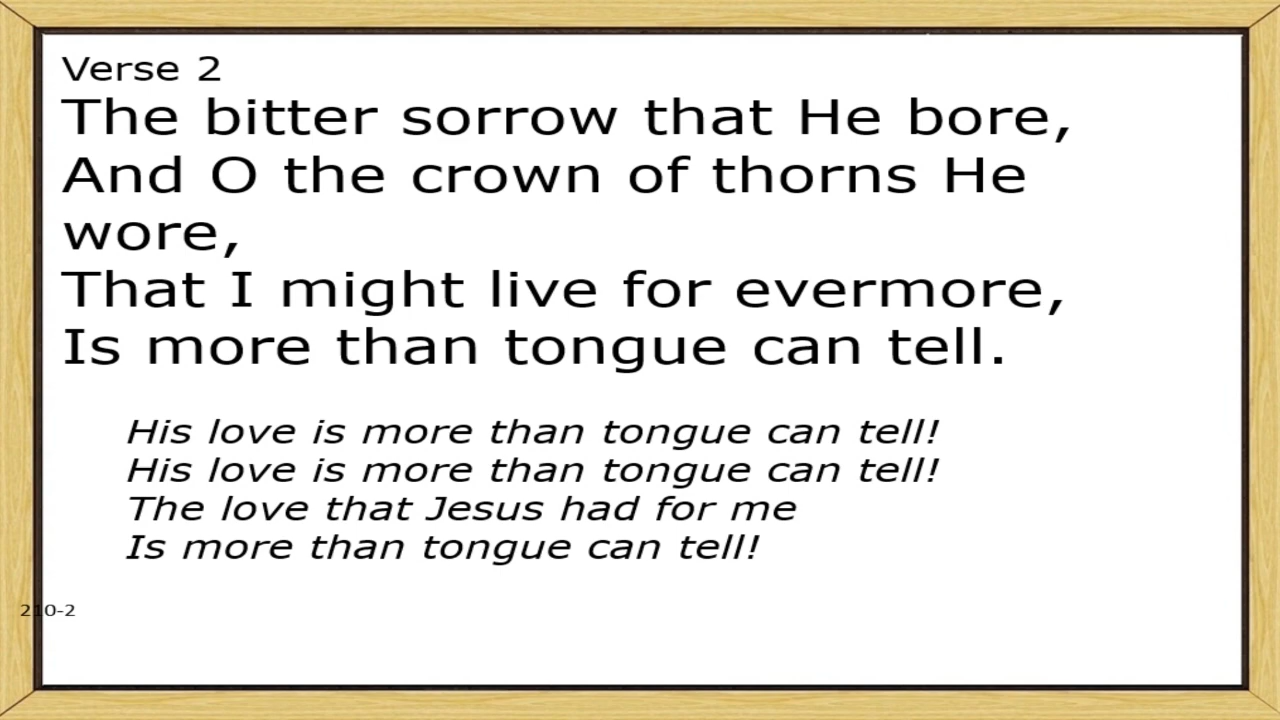 Verse 2
The bitter sorrow that He bore,
And O the crown of thorns He
wore,
That I might live for evermore,
Is more than tongue can tell.
His love is more than tongue can tell!
His love is more than tongue can tell!
The love that Jesus had for me
Is more than tongue can tell!
210-2